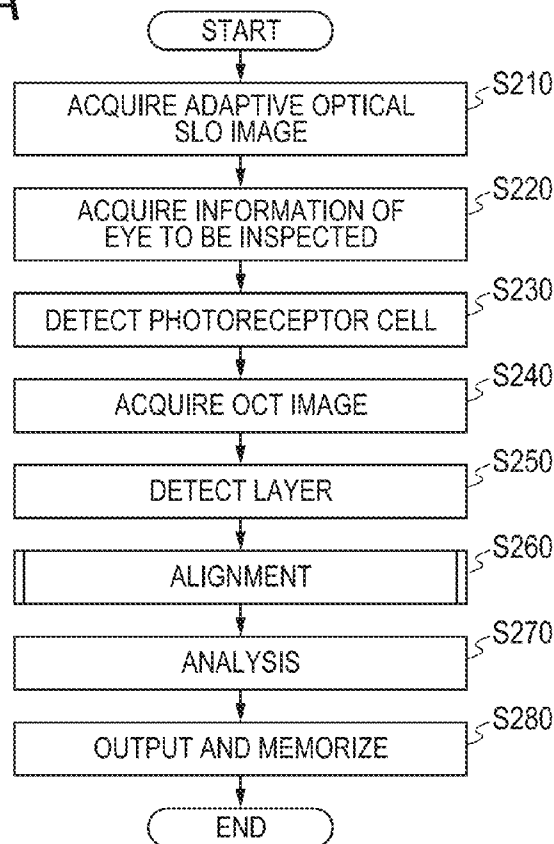 START
S210
ACQUIRE ADAPTIVE OPTICAL
SLO IMAGE
S220
ACQUIRE INFORMATION OF
EYE TO BE INSPECTED
S230
DETECT PHOTORECEPTOR CELL
S240
ACQUIRE OCT IMAGE
S250
DETECT LAYER
S260
ALIGNMENT
S270
ANALYSIS
S280
OUTPUT AND MEMORIZE
END